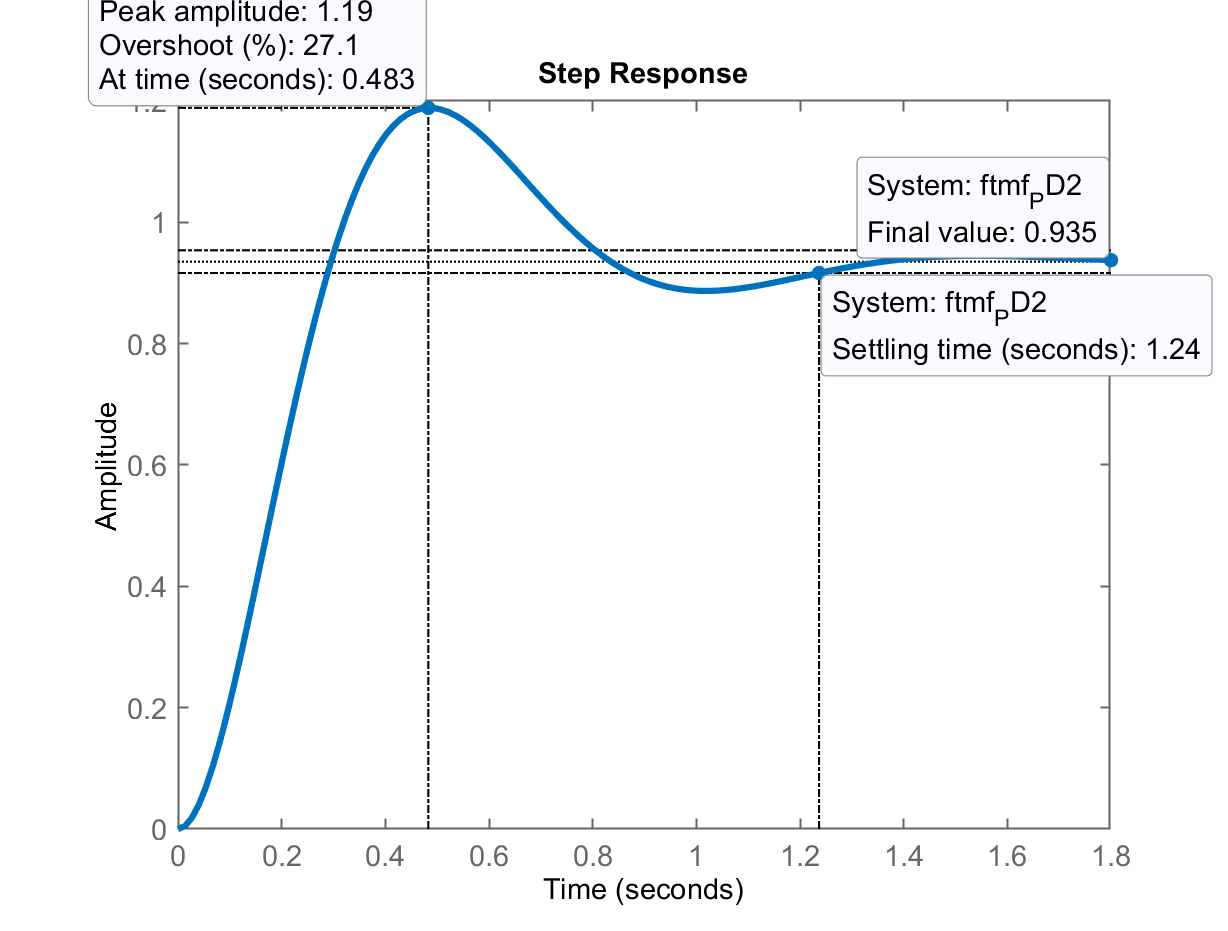 Peak amplitude: 1.19
Overshoot (%): 27.1
At time (seconds): 0.483
Step Response
System: ftmfPD2
Final value: 0.935
System: ftmfPD2
Settling time (seconds): 1.24
Amplitude
1
0.8
0.6
0.4
0.2
0
0 0.2 0.4 0.6 0.8 1 1.2 1.4 1.6 1.8
Time (seconds)